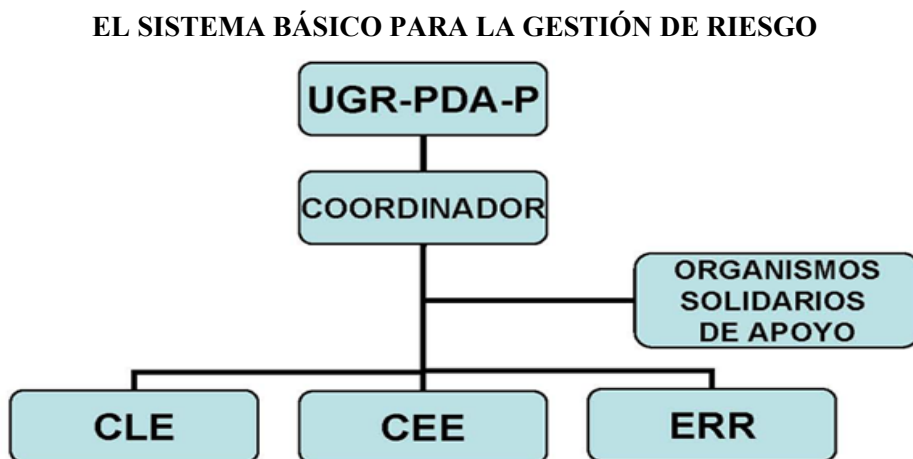 EL SISTEMA BÁSICO PARA LA GESTIÓN DE RIESGO
UGR-PDA-P
COORDINADOR
ORGANISMOS
SOLIDARIOS
DE APOYO
CLE
CEE
ERR